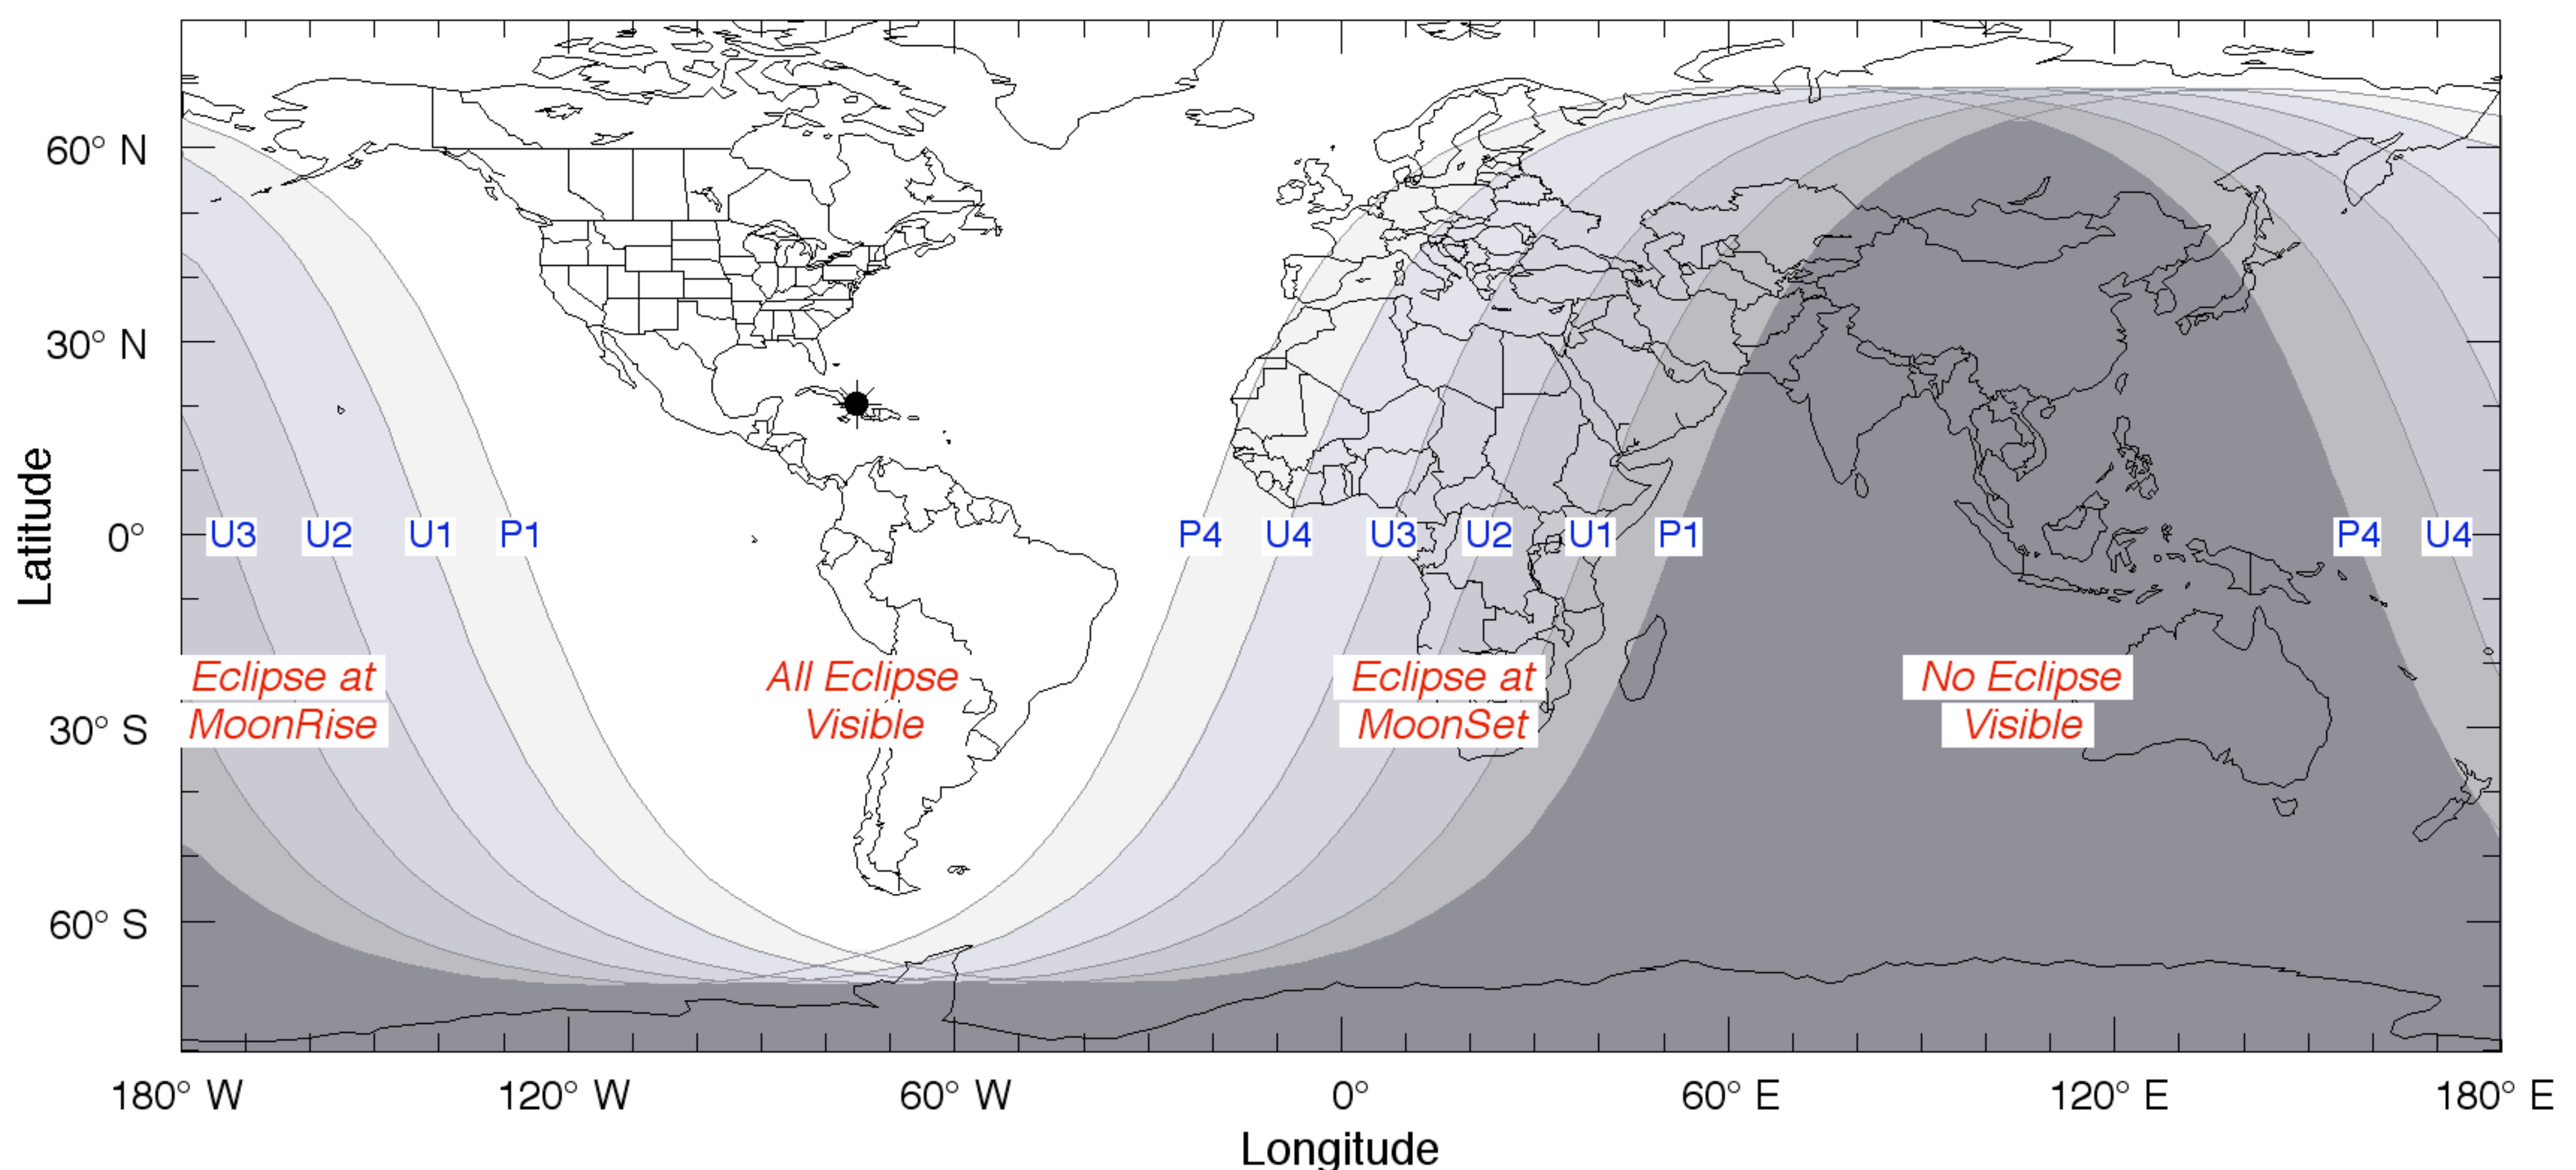 60° N
30° N
0°
30° S
60° S
Latitude
U3 U2 U1 P1 P4 U4 U3 U2 U1 P1 P4 U4
Eclipse at
MoonRise
All Eclipse
Visible
Eclipse at
MoonSet
No Eclipse
Visible
180° W 120° W 60° W 0° 60° E 120° E 180° E
Longitude